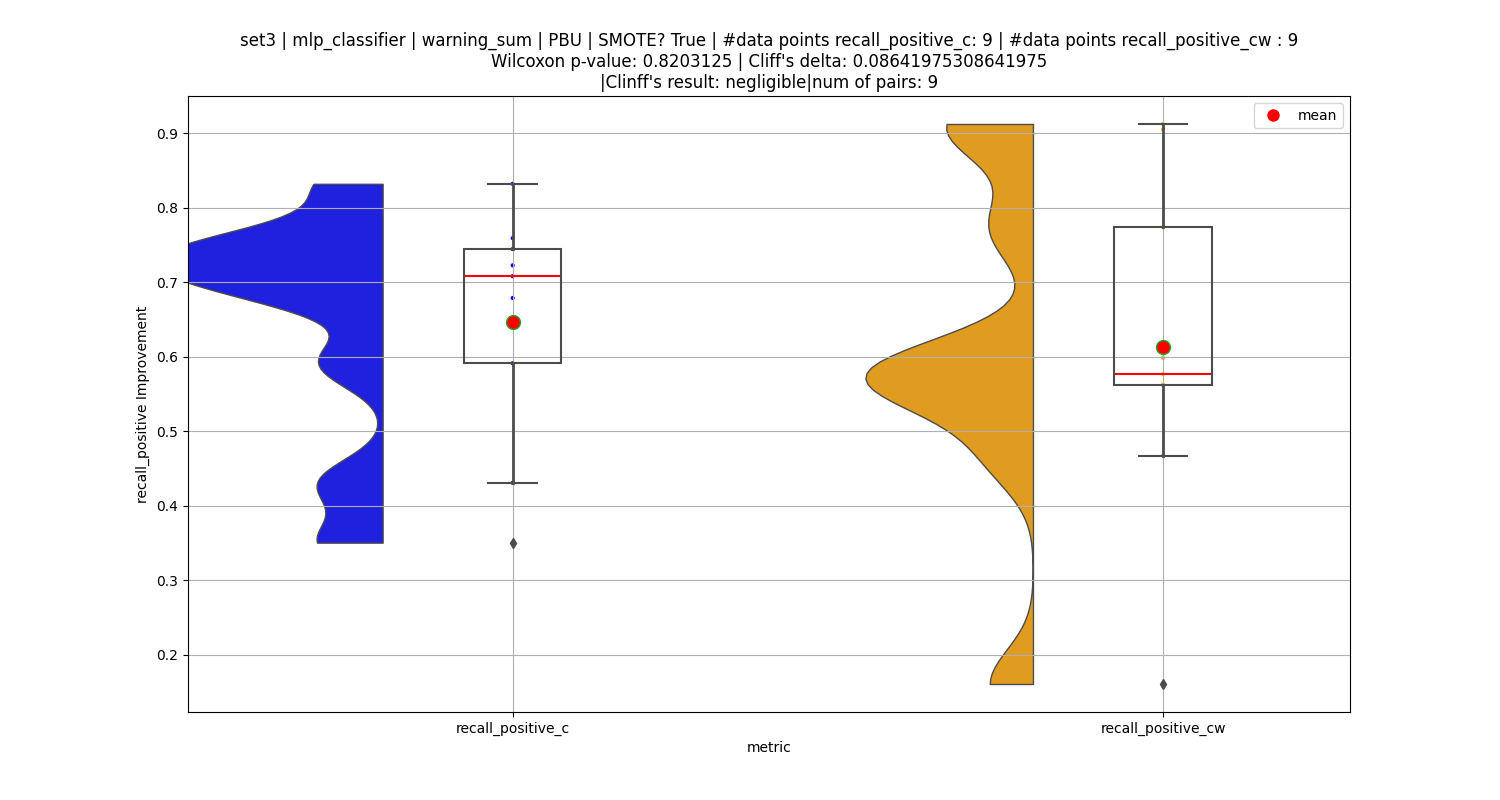 set3 | mlp_classifier | warning_sum | PBU | SMOTE? True | #data points recall_positive_c: 9 | #data points recall_positive_cw : 9
Wilcoxon p-value: 0.8203125 | Cliff's delta: 0.08641975308641975
|Clinff's result: negligible|num of pairs: 9
mean
0.9
0.8
0.7
0.6
0.5
0.4
0.3
0.2
recall_positive Improvement
recall_positive_c
recall_positive_cw
metric